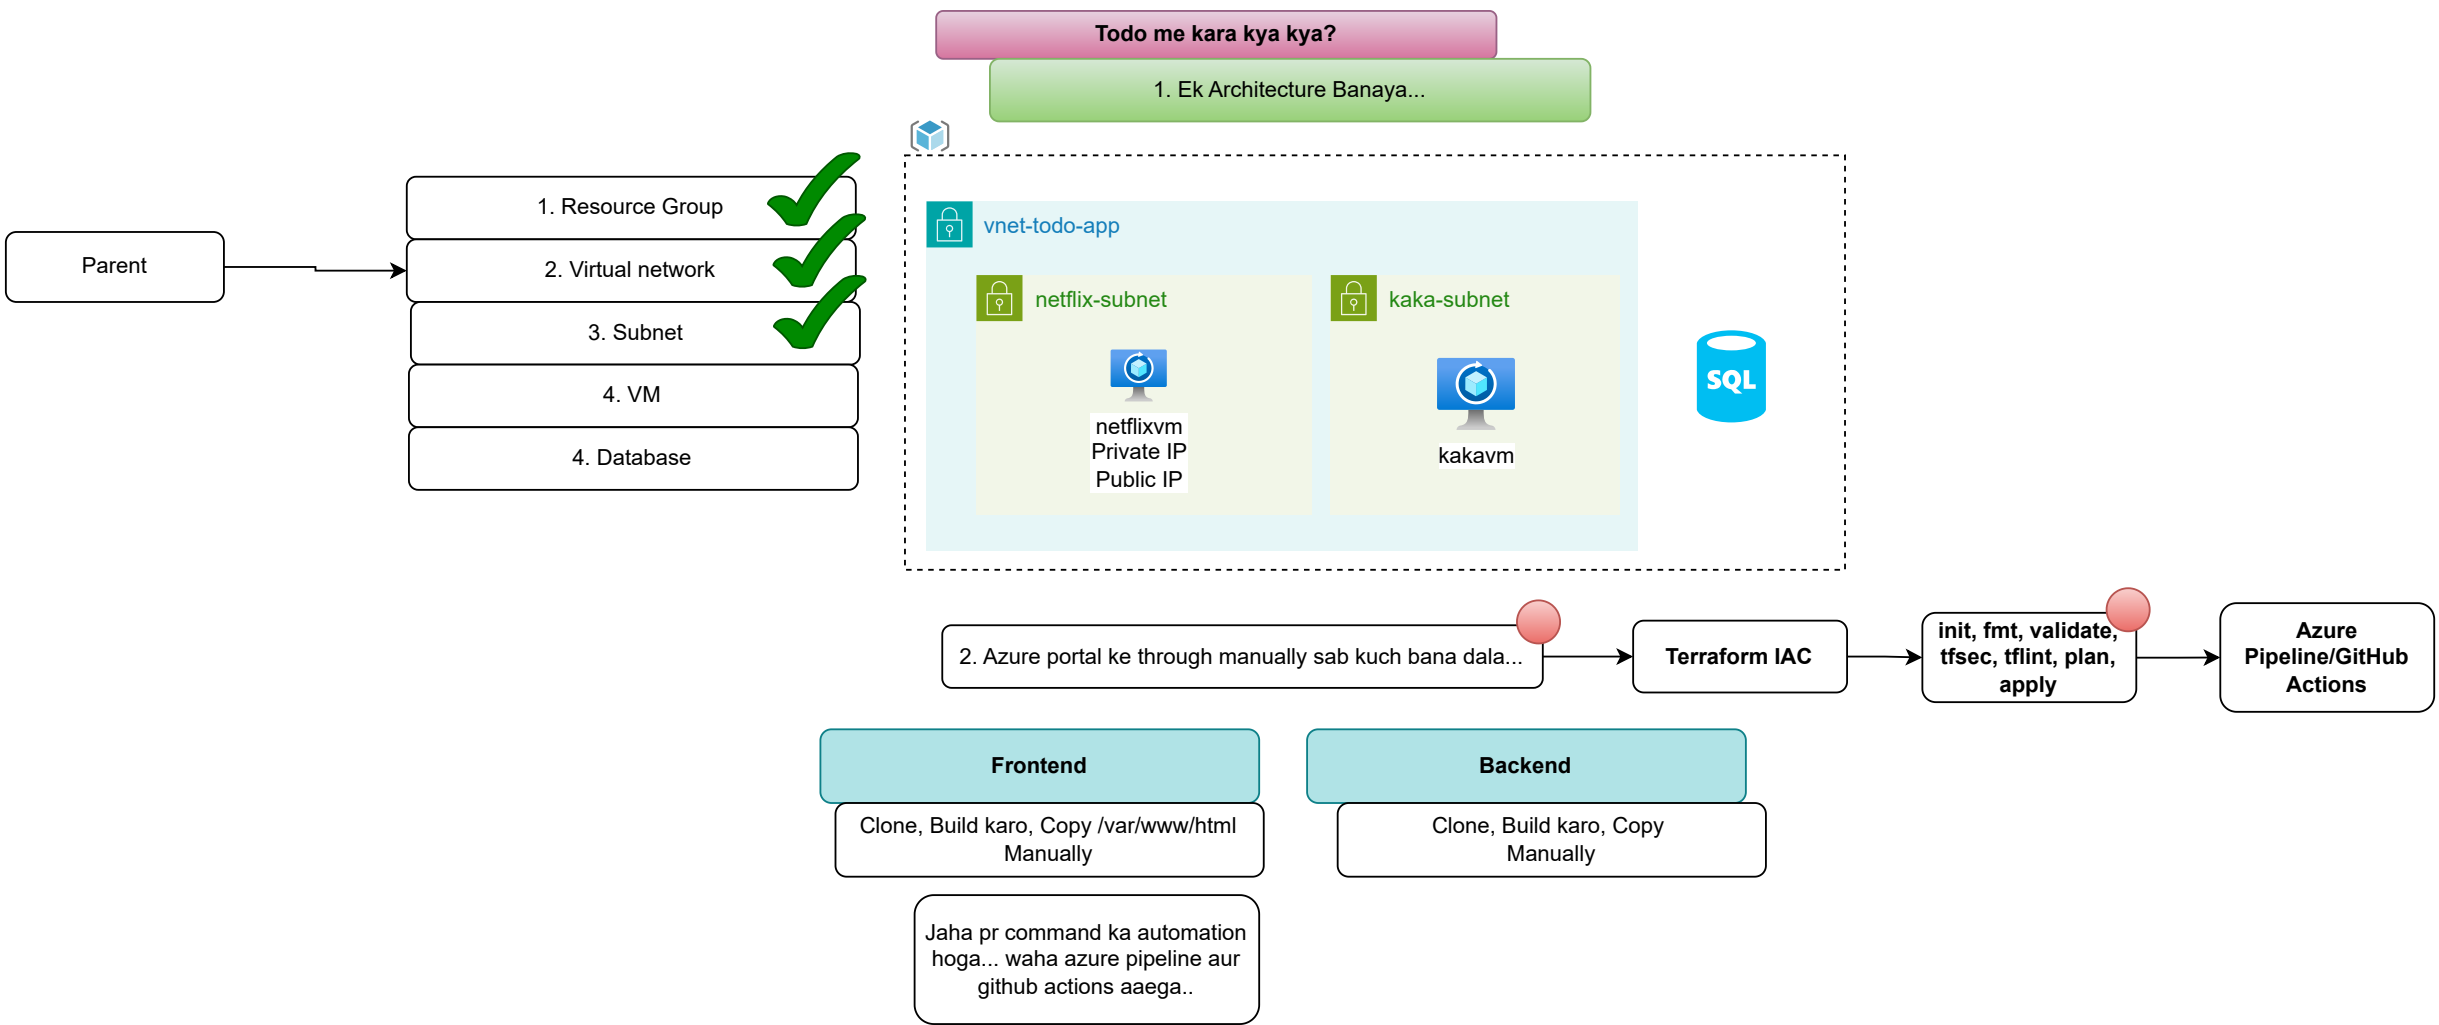 Todo me kara kya kya?
1. Ek Architecture Banaya...
Parent
1. Resource Group
2. Virtual network
3. Subnet
4. VM
4. Database
vnet-todo-app
netflix-subnet
netflixvm
Private IP
Public IP
kaka-subnet
kakavm
SQL
2. Azure portal ke through manually sab kuch bana dala...
Terraform IAC
init, fmt, validate,
tfsec, tflint, plan,
apply
Azure
Pipeline/GitHub
Actions
Frontend
Clone, Build karo, Copy /var/www/html
Manually
Backend
Clone, Build karo, Copy
Manually
Jaha pr command ka automation
hoga... waha azure pipeline aur
github actions aaega..